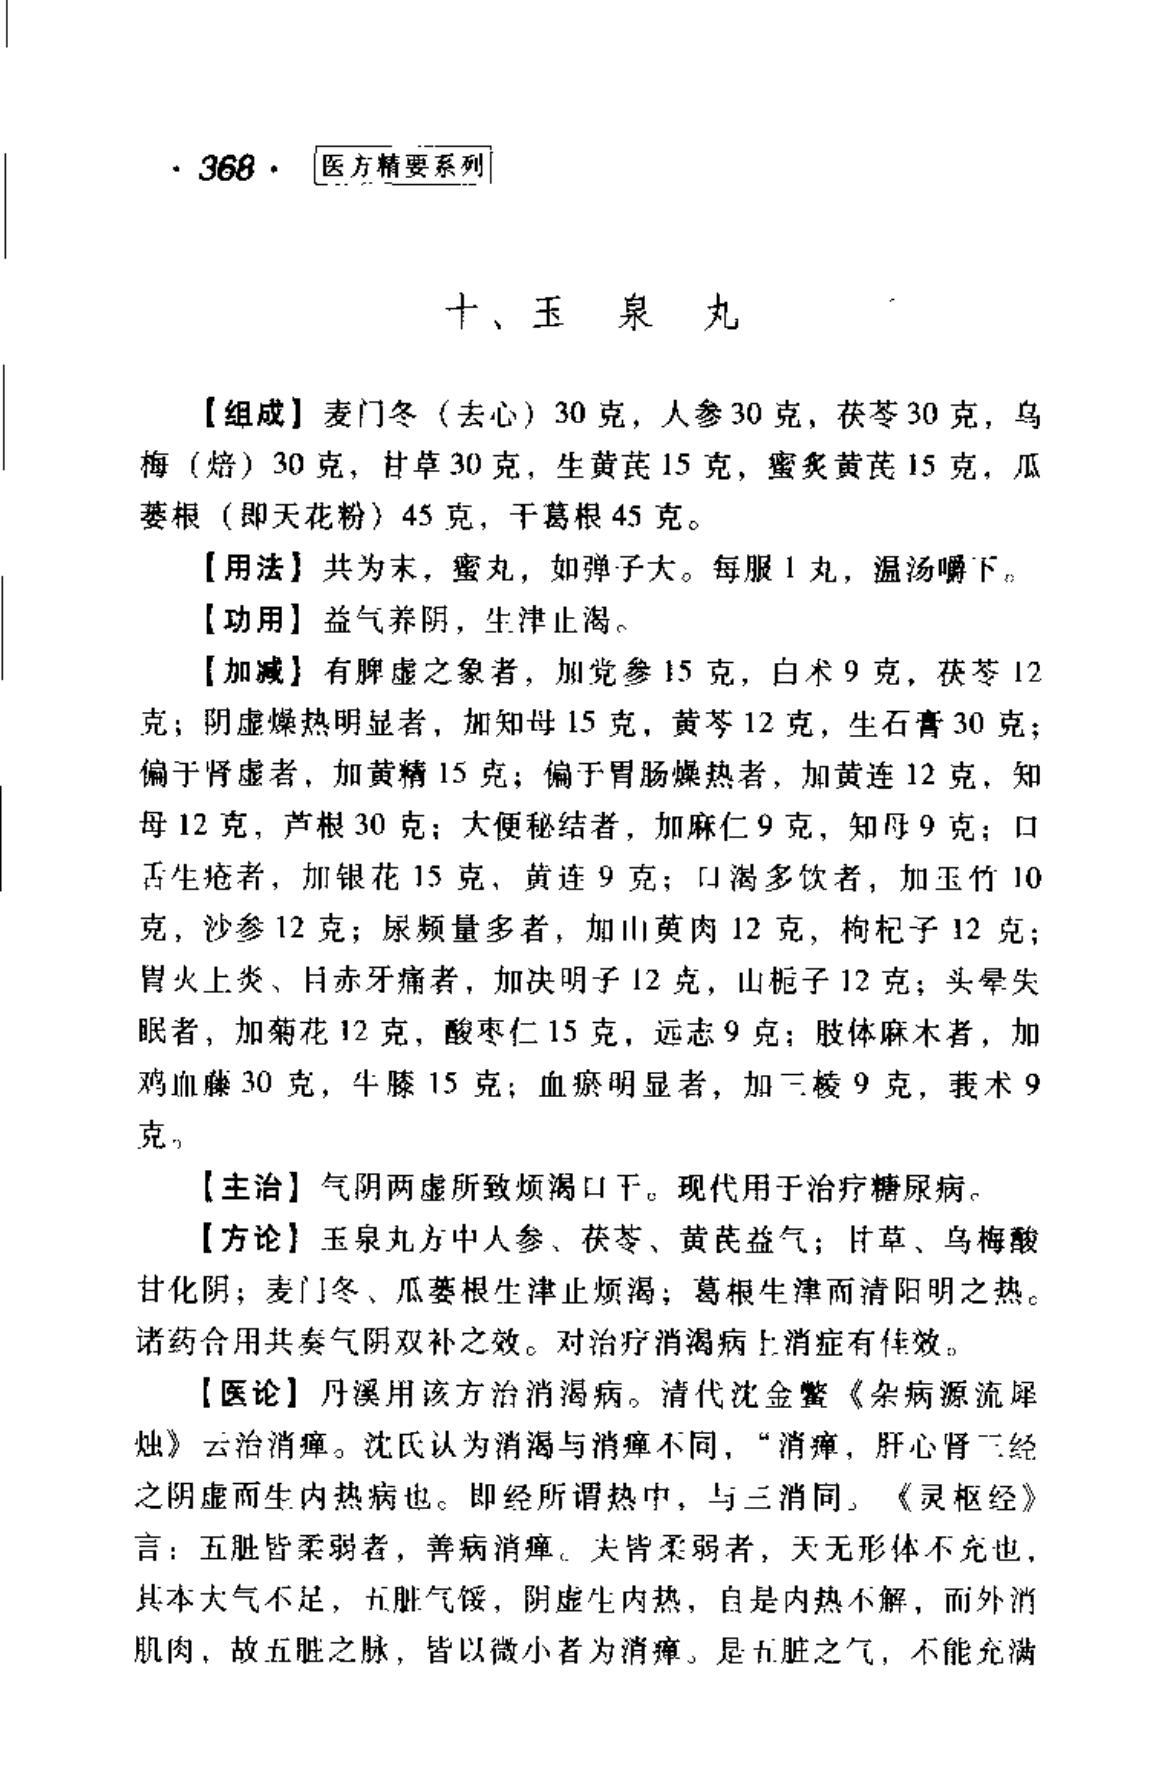 ·368· 医方精要系列
十、玉 泉 丸
【组成】麦门冬（去心）30 克，人参 30 克，茯苓 30 克，乌
梅（焙）30 克，甘草 30 克，生黄芪 15 克，蜜炙黄芪 15 克，瓜
蒌根（即天花粉）45 克，干葛根 45 克。
【用法】共为末，蜜丸，如弹子大。每服 1 丸，温汤嚼下。
【功用】益气养阴，生津止渴。
【加减】有脾虚之象者，加党参 15 克，白术 9 克，茯苓 12
克；阴虚燥热明显者，加知母 15 克，黄芩 12 克，生石膏 30 克；
偏于肾虚者，加黄精 15 克；偏于胃肠燥热者，加黄连 12 克，知
母 12 克，芦根 30 克；大便秘结者，加麻仁 9 克，知母 9 克；口
舌生疮者，加银花 15 克，黄连 9 克；口渴多饮者，加玉竹 10
克，沙参 12 克；尿频量多者，加山萸肉 12 克，枸杞子 12 克；
胃火上炎、目赤牙痛者，加决明子 12 克，山栀子 12 克；头晕失
眠者，加菊花 12 克，酸枣仁 15 克，远志 9 克；肢体麻木者，加
鸡血藤 30 克，牛膝 15 克；血瘀明显者，加三棱 9 克，莪术 9
克。
【主治】气阴两虚所致烦渴口干。现代用于治疗糖尿病。
【方论】玉泉丸方中人参、茯苓、黄芪益气；甘草、乌梅酸
甘化阴；麦门冬、瓜蒌根生津止烦渴；葛根生津而清阳明之热。
诸药合用共奏气阴双补之效。对治疗消渴病上消症有佳效。
【医论】丹溪用该方治消渴病。清代沈金鳌《杂病源流犀
烛》云治消瘅。沈氏认为消渴与消瘅不同，“消瘅，肝心肾三经
之阴虚而生内热病也。即经所谓热中，与三消同。《灵枢经》
言：五脏皆柔弱者，善病消瘅。夫皆柔弱者，天无形体不充也，
其本大气不足，五脏气馁，阴虚生内热，自是内热不解，而外消
肌肉，故五脏之脉，皆以微小者为消瘅。是五脏之气，不能充满